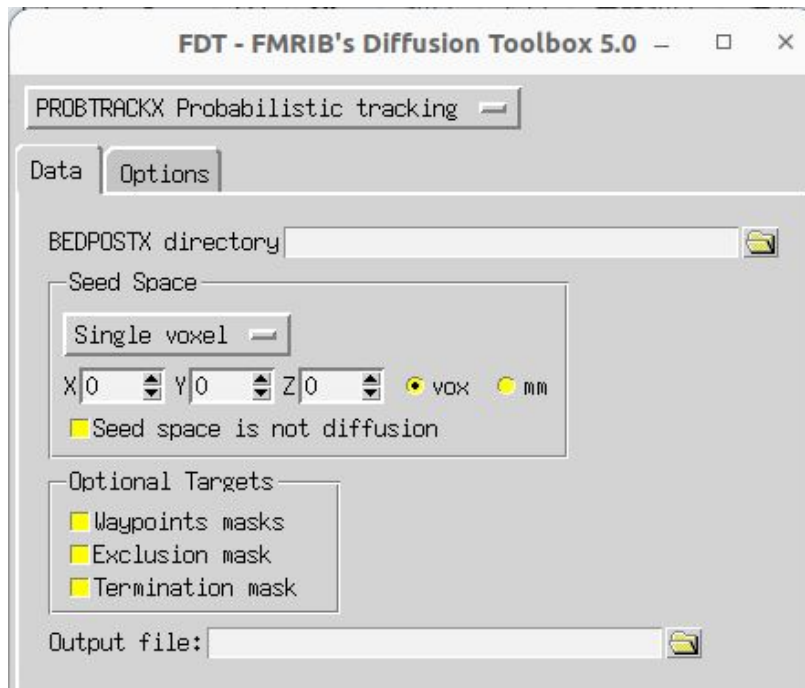 FDT - FMRIB's Diffusion Toolbox 5.0
PROBTRACKX Probabilistic tracking
Data Options
BEDPOSTX directory
Seed Space
Single voxel
X 0 Y 0 Z 0 vox mm
Seed space is not diffusion
Optional Targets
Waypoints masks
Exclusion mask
Termination mask
Output file: